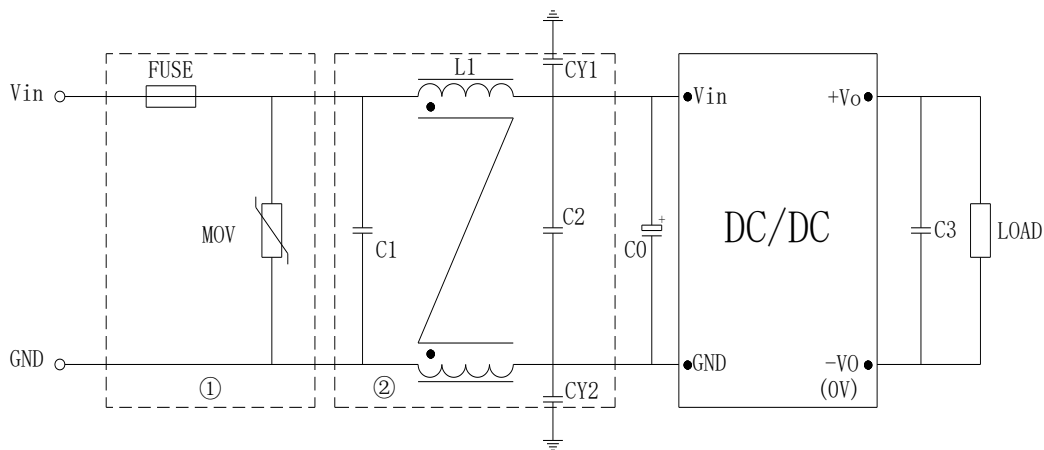 FUSE
L1
CY1
Vin
Vin
+Vo
MOV
C1
C2
C0
+
DC/DC
C3
LOAD
GND
GND
-VO
(0V)
①
②
CY2